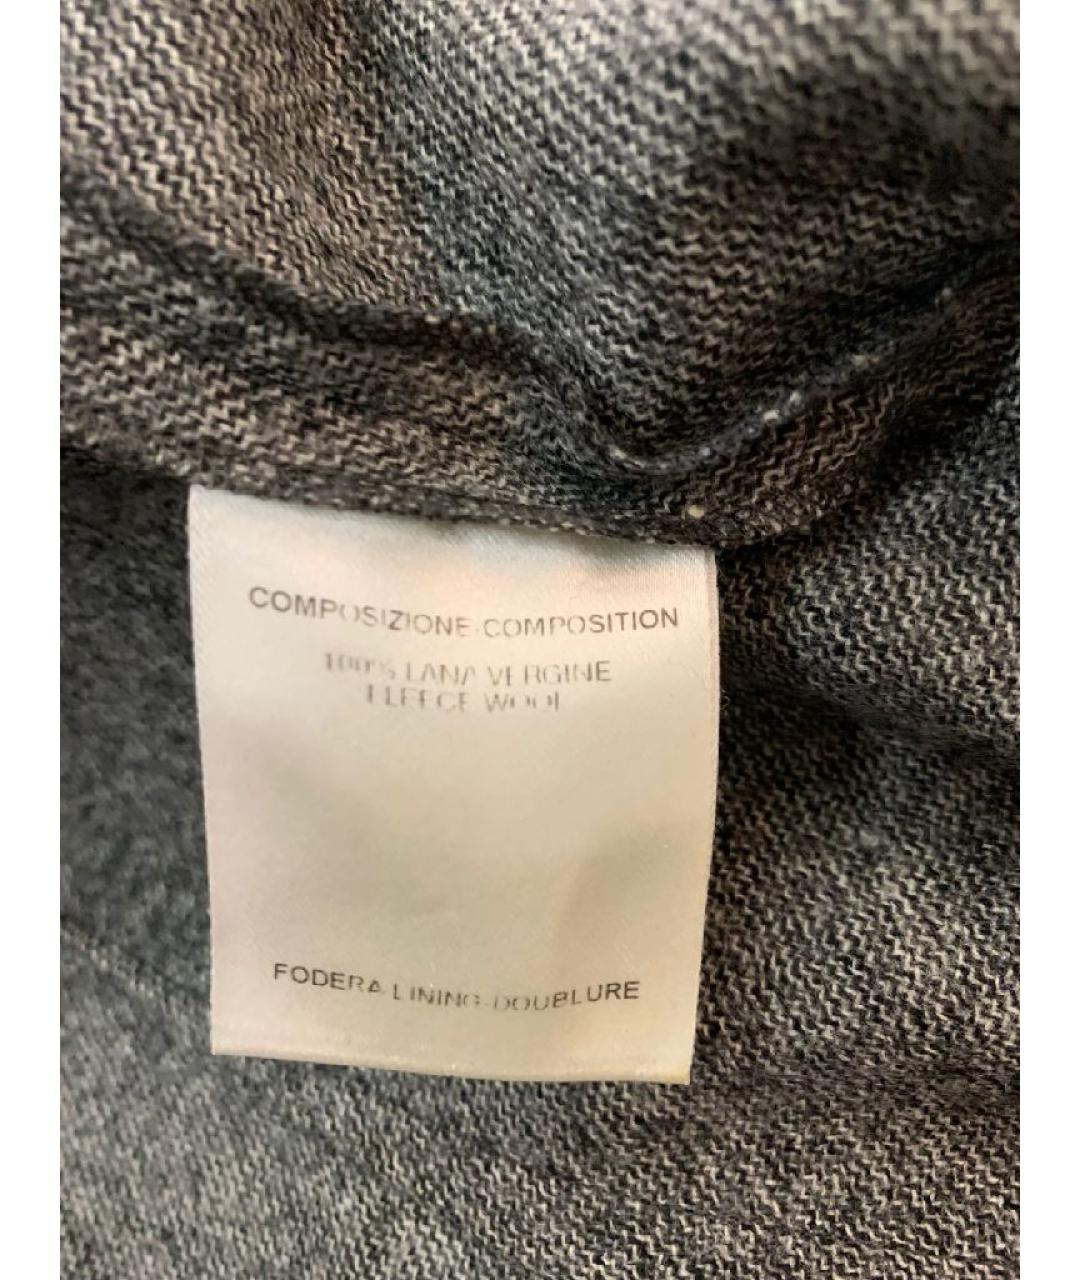 COMPOSIZIONE-COMPOSITION
100% LANA VERGINE
FLEECE WOOL
FODERA LINING-DOUBLURE